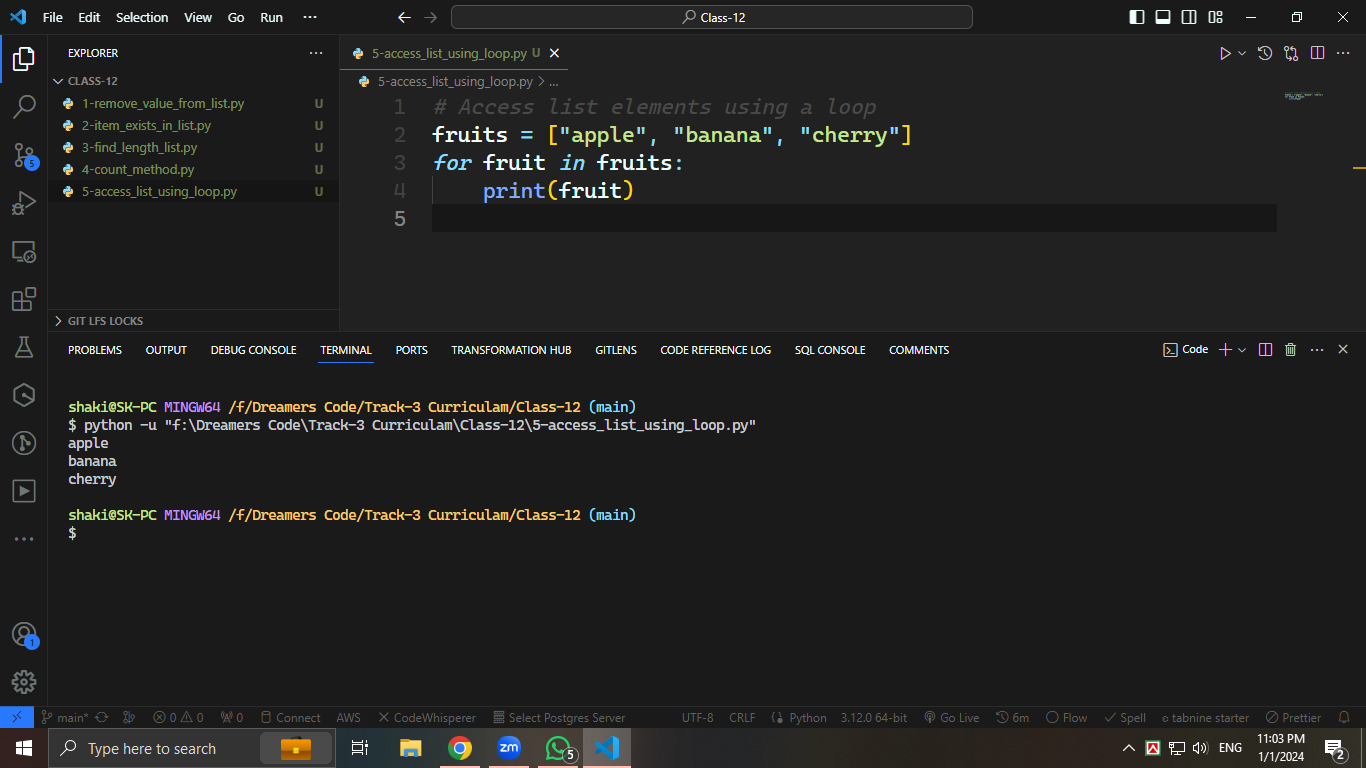 File Edit Selection View Go Run ··· Class-12
EXPLORER ···
CLASS-12
1-remove_value_from_list.py U
2-item_exists_in_list.py U
3-find_length_list.py U
4-count_method.py U
5-access_list_using_loop.py U
GIT LFS LOCKS
5-access_list_using_loop.py U
5-access_list_using_loop.py > ...
1 # Access list elements using a loop
2 fruits = ["apple", "banana", "cherry"]
3 for fruit in fruits:
4 print(fruit)
5
5
1
PROBLEMS OUTPUT DEBUG CONSOLE TERMINAL PORTS TRANSFORMATION HUB GITLENS CODE REFERENCE LOG SQL CONSOLE COMMENTS Code
shaki@SK-PC MINGW64 /f/Dreamers Code/Track-3 Curriculam/Class-12 (main)
$ python -u "f:\Dreamers Code\Track-3 Curriculam\Class-12\5-access_list_using_loop.py"
apple
banana
cherry
shaki@SK-PC MINGW64 /f/Dreamers Code/Track-3 Curriculam/Class-12 (main)
$
main* 0 0 0 Connect AWS CodeWhisperer Select Postgres Server UTF-8 CRLF Python 3.12.0 64-bit Go Live 6m Flow Spell tabnine starter Prettier
Type here to search zm 5 ENG 11:03 PM
1/1/2024 2